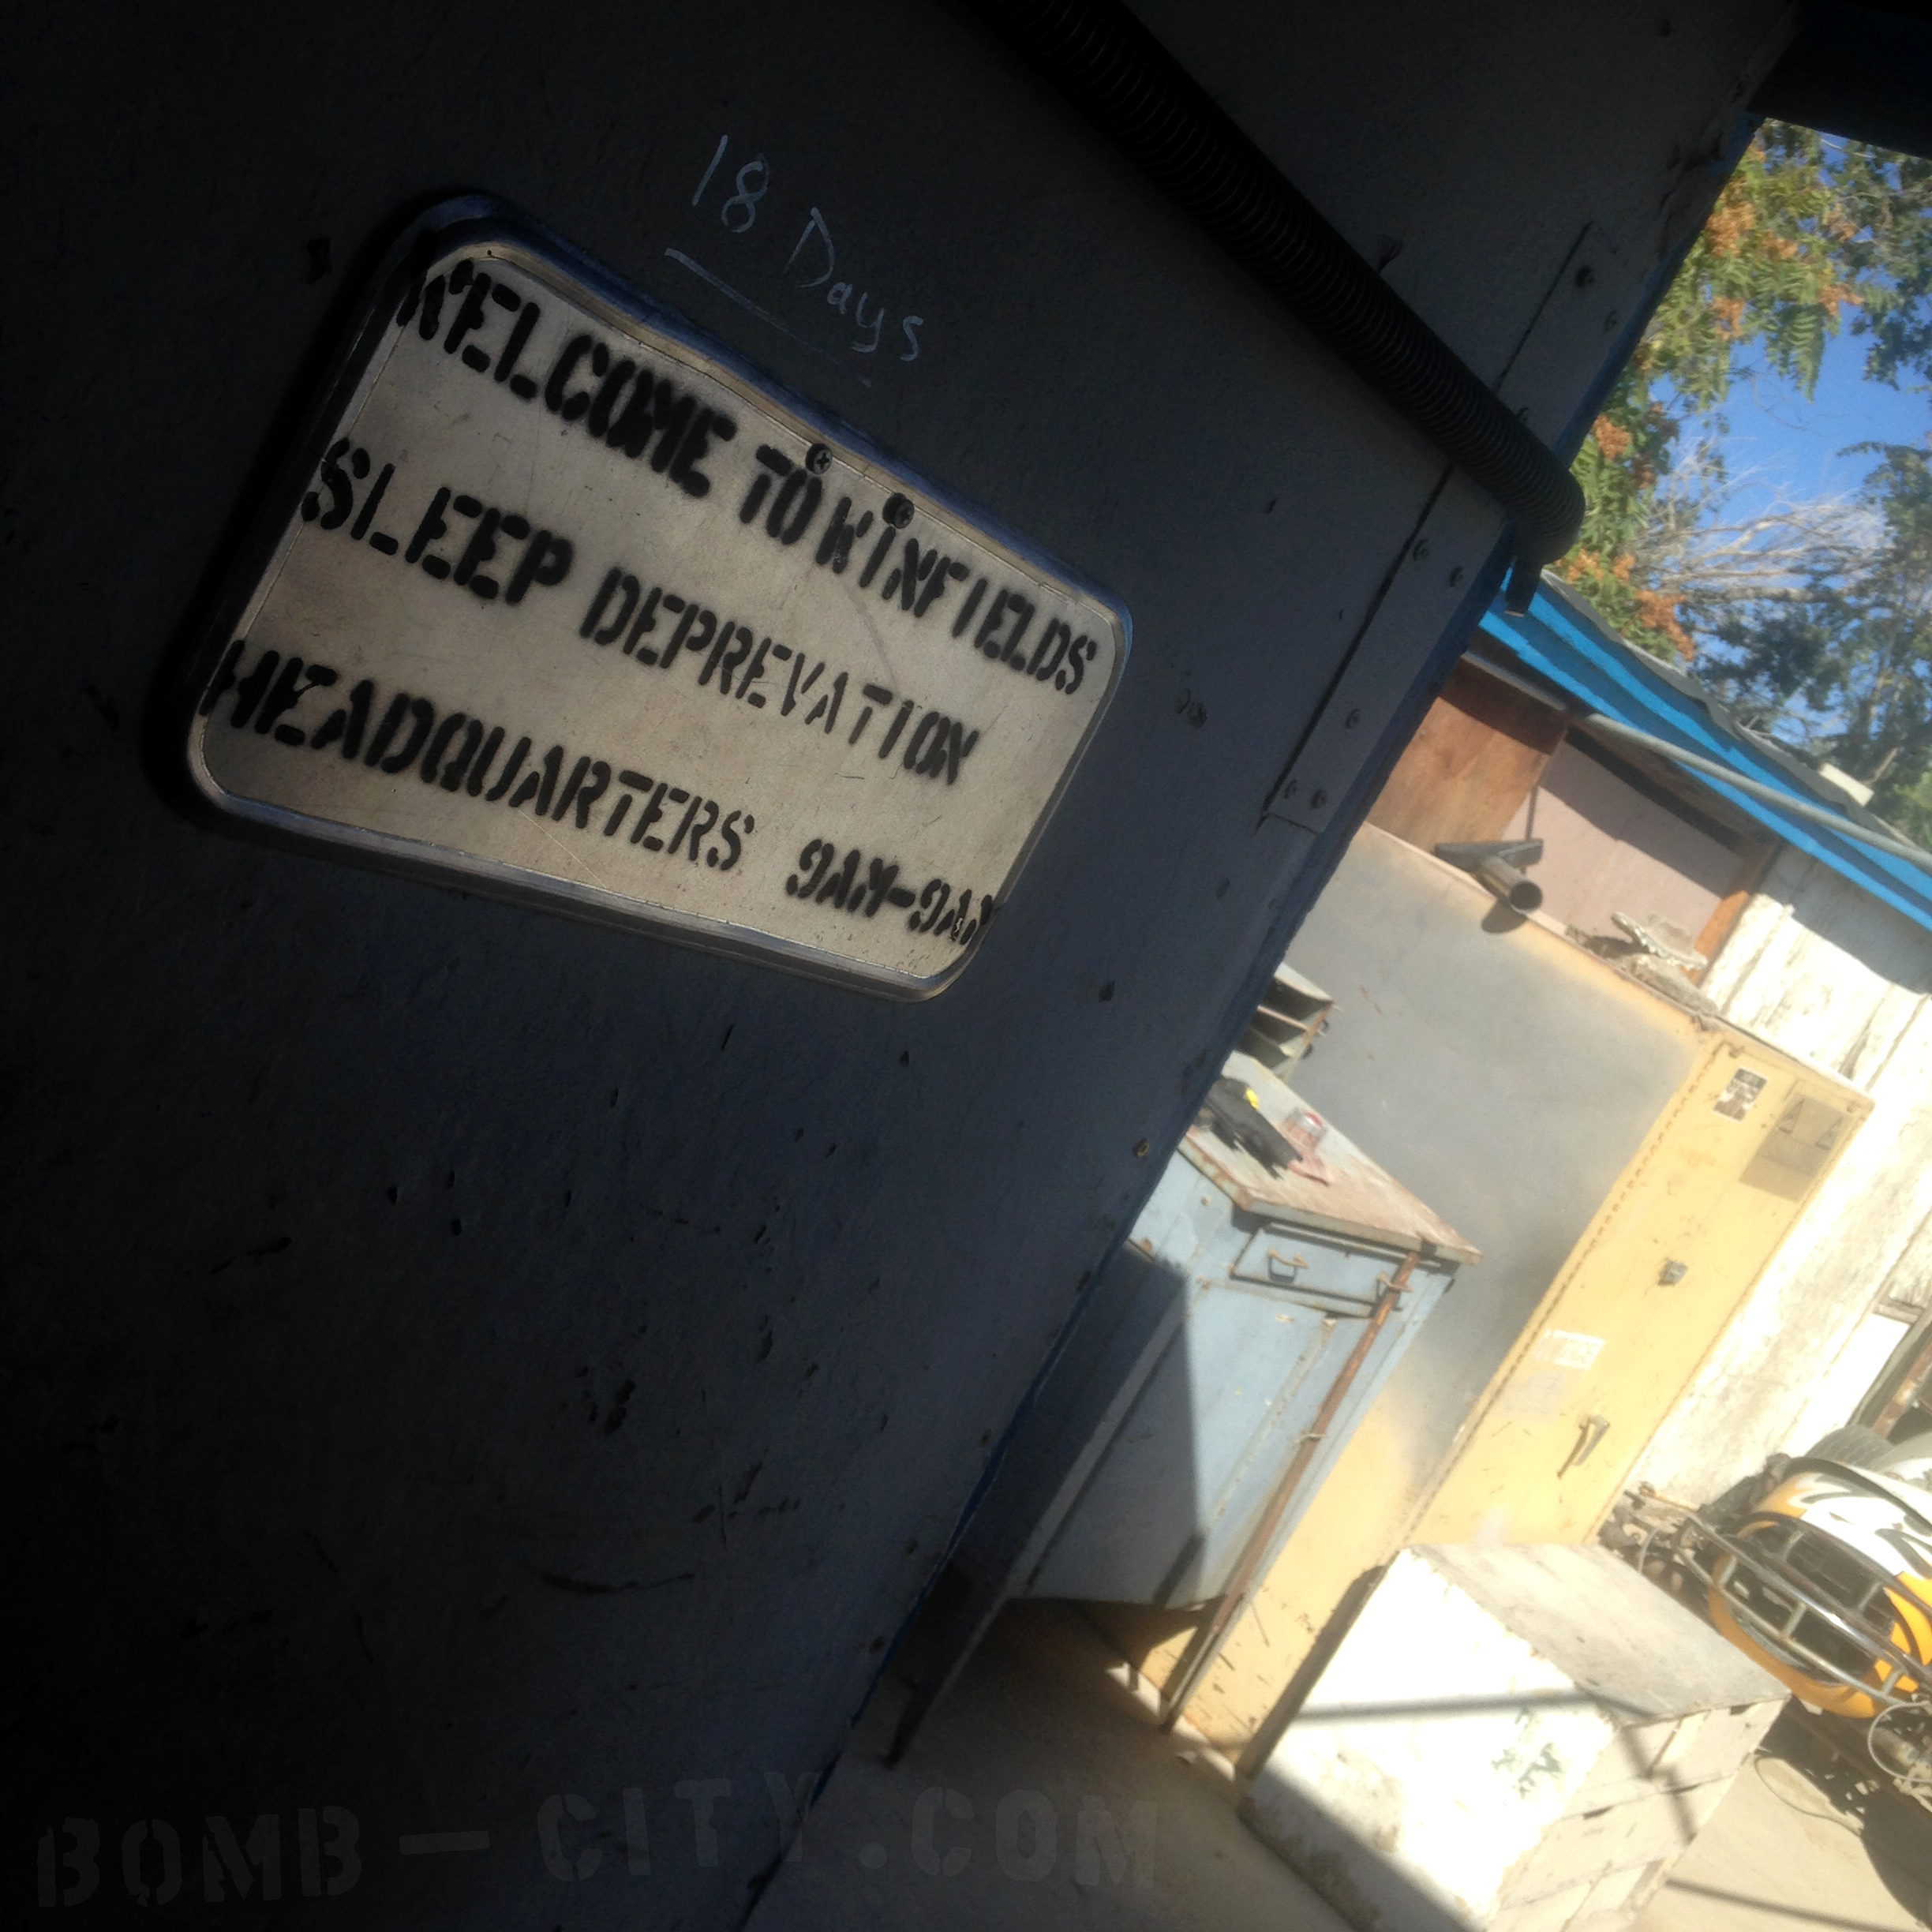 18 Days
WELCOME TO WINFIELDS
SLEEP DEPREVATION
HEADQUARTERS 9AM-9AM
BOMB-CITY.COM